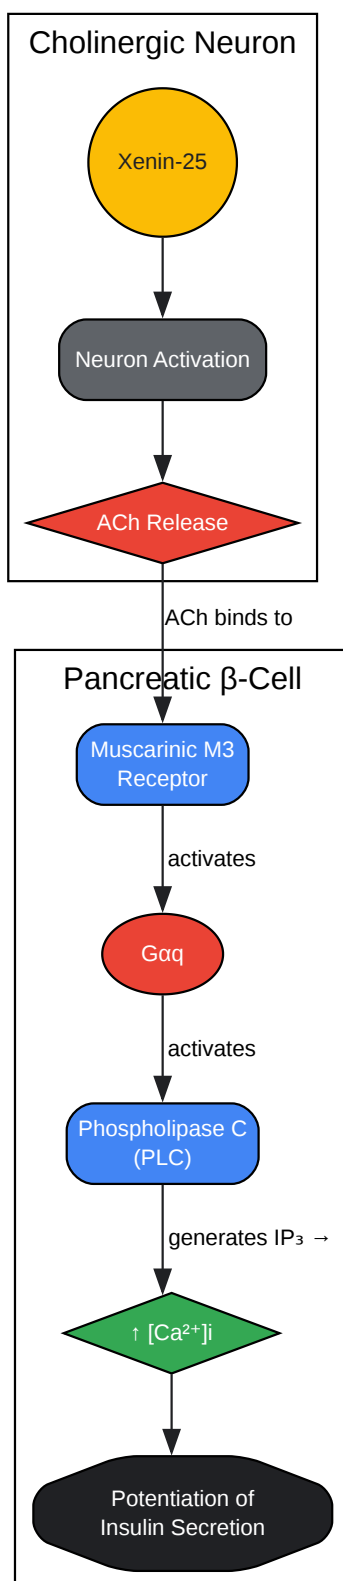 Cholinergic Neuron
Xenin-25
Neuron Activation
ACh Release
ACh binds to
Pancreatic β-Cell
Muscarinic M3
Receptor
activates
Gαq
activates
Phospholipase C
(PLC)
generates IP₃ →
↑ [Ca²⁺]i
Potentiation of
Insulin Secretion